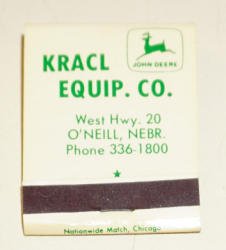 JOHN DEERE
KRACL
EQUIP. CO.
West Hwy. 20
O'NEILL, NEBR.
Phone 336-1800
Nationwide Match, Chicago